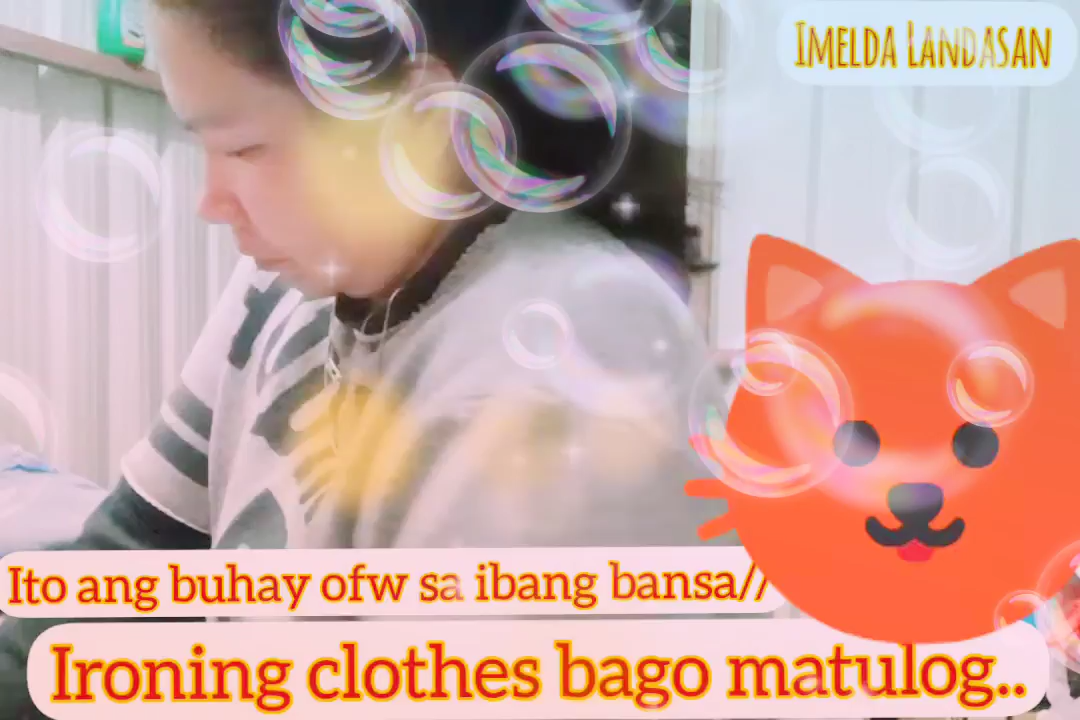 Imelda Landasan
Ito ang buhay ofw sa ibang bansa//
Ironing clothes bago matulog..